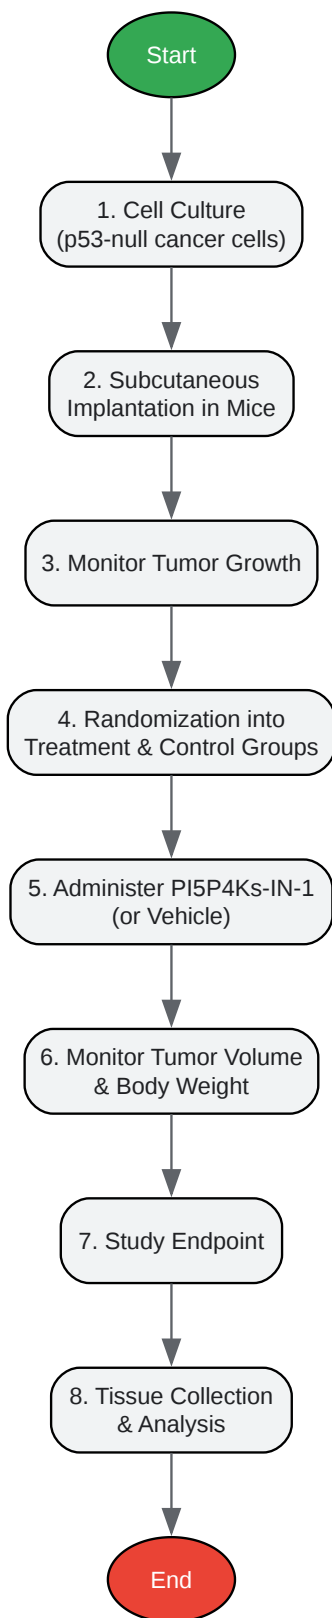 Start
1. Cell Culture
(p53-null cancer cells)
2. Subcutaneous
Implantation in Mice
3. Monitor Tumor Growth
4. Randomization into
Treatment & Control Groups
5. Administer PI5P4Ks-IN-1
(or Vehicle)
6. Monitor Tumor Volume
& Body Weight
7. Study Endpoint
8. Tissue Collection
& Analysis
End